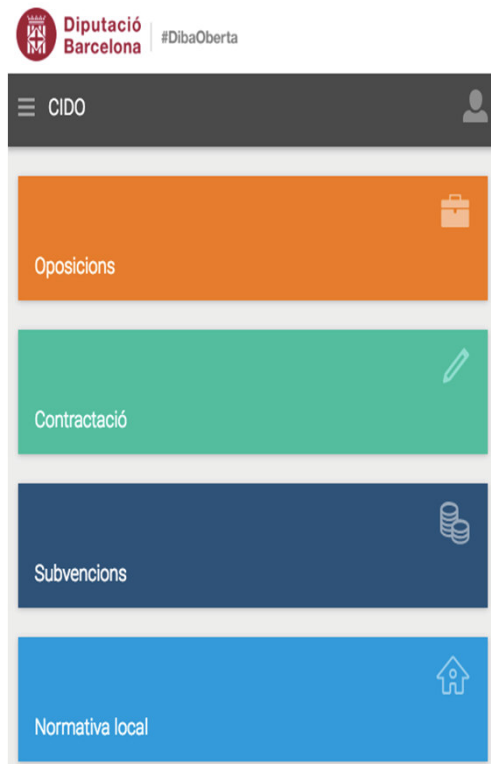 Diputació
Barcelona
#DibaOberta
CIDO
Oposicions
Contractació
Subvencions
Normativa local